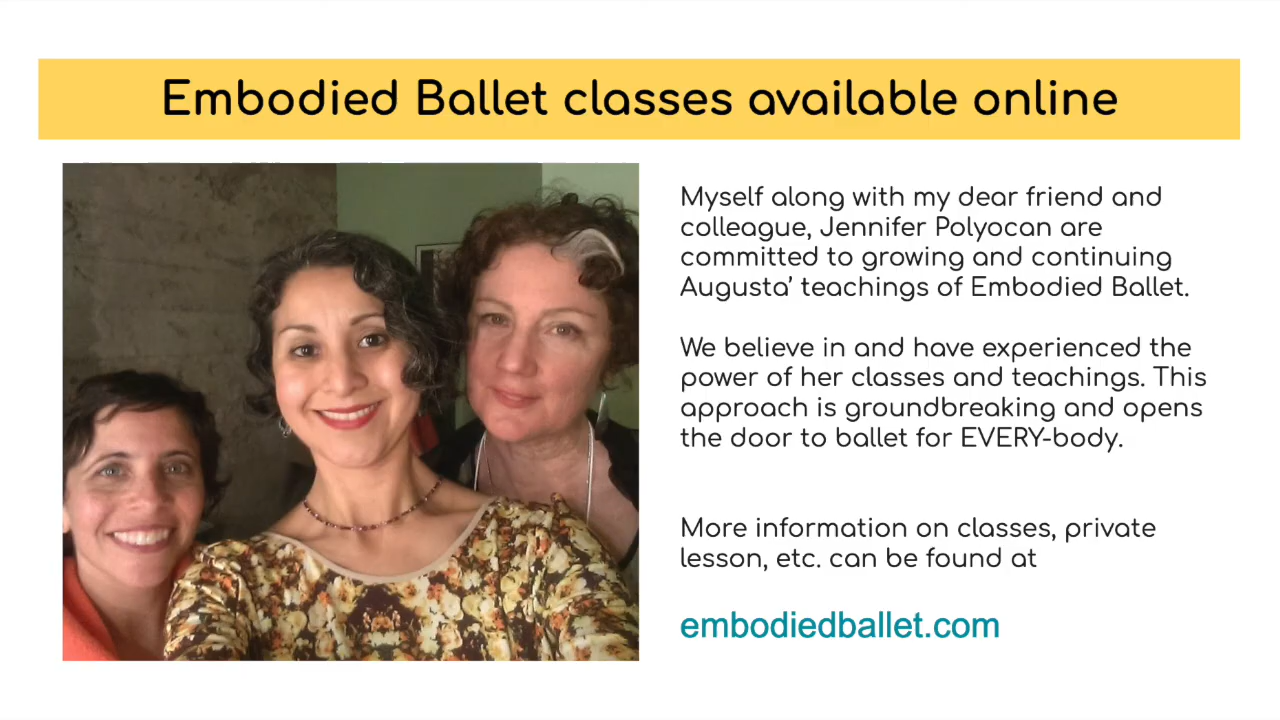 Embodied Ballet classes available online
Myself along with my dear friend and
colleague, Jennifer Polyocan are
committed to growing and continuing
Augusta’ teachings of Embodied Ballet.
We believe in and have experienced the
power of her classes and teachings. This
approach is groundbreaking and opens
the door to ballet for EVERY-body.
More information on classes, private
lesson, etc. can be found at
embodiedballet.com